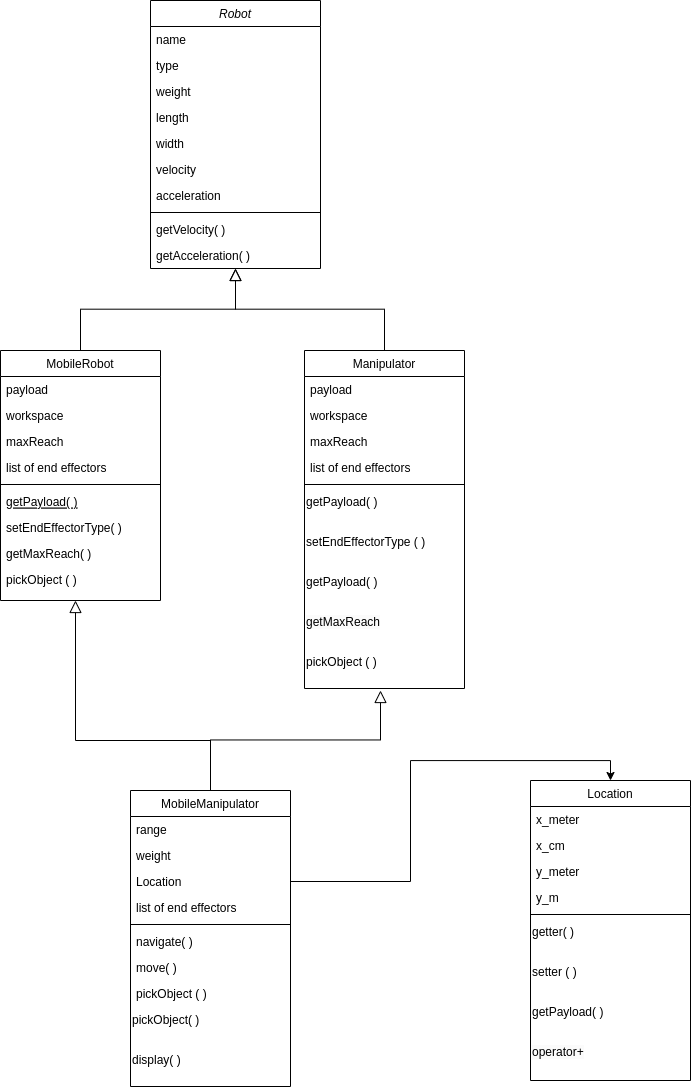 Robot
name
type
weight
length
width
velocity
acceleration
getVelocity( )
getAcceleration( )
MobileRobot
payload
workspace
maxReach
list of end effectors
getPayload( )
setEndEffectorType( )
getMaxReach( )
pickObject ( )
Manipulator
payload
workspace
maxReach
list of end effectors
getPayload( )
setEndEffectorType ( )
getPayload( )
getMaxReach
pickObject ( )
MobileManipulator
range
weight
Location
list of end effectors
navigate( )
move( )
pickObject ( )
pickObject( )
display( )
Location
x_meter
x_cm
y_meter
y_m
getter( )
setter ( )
getPayload( )
operator+